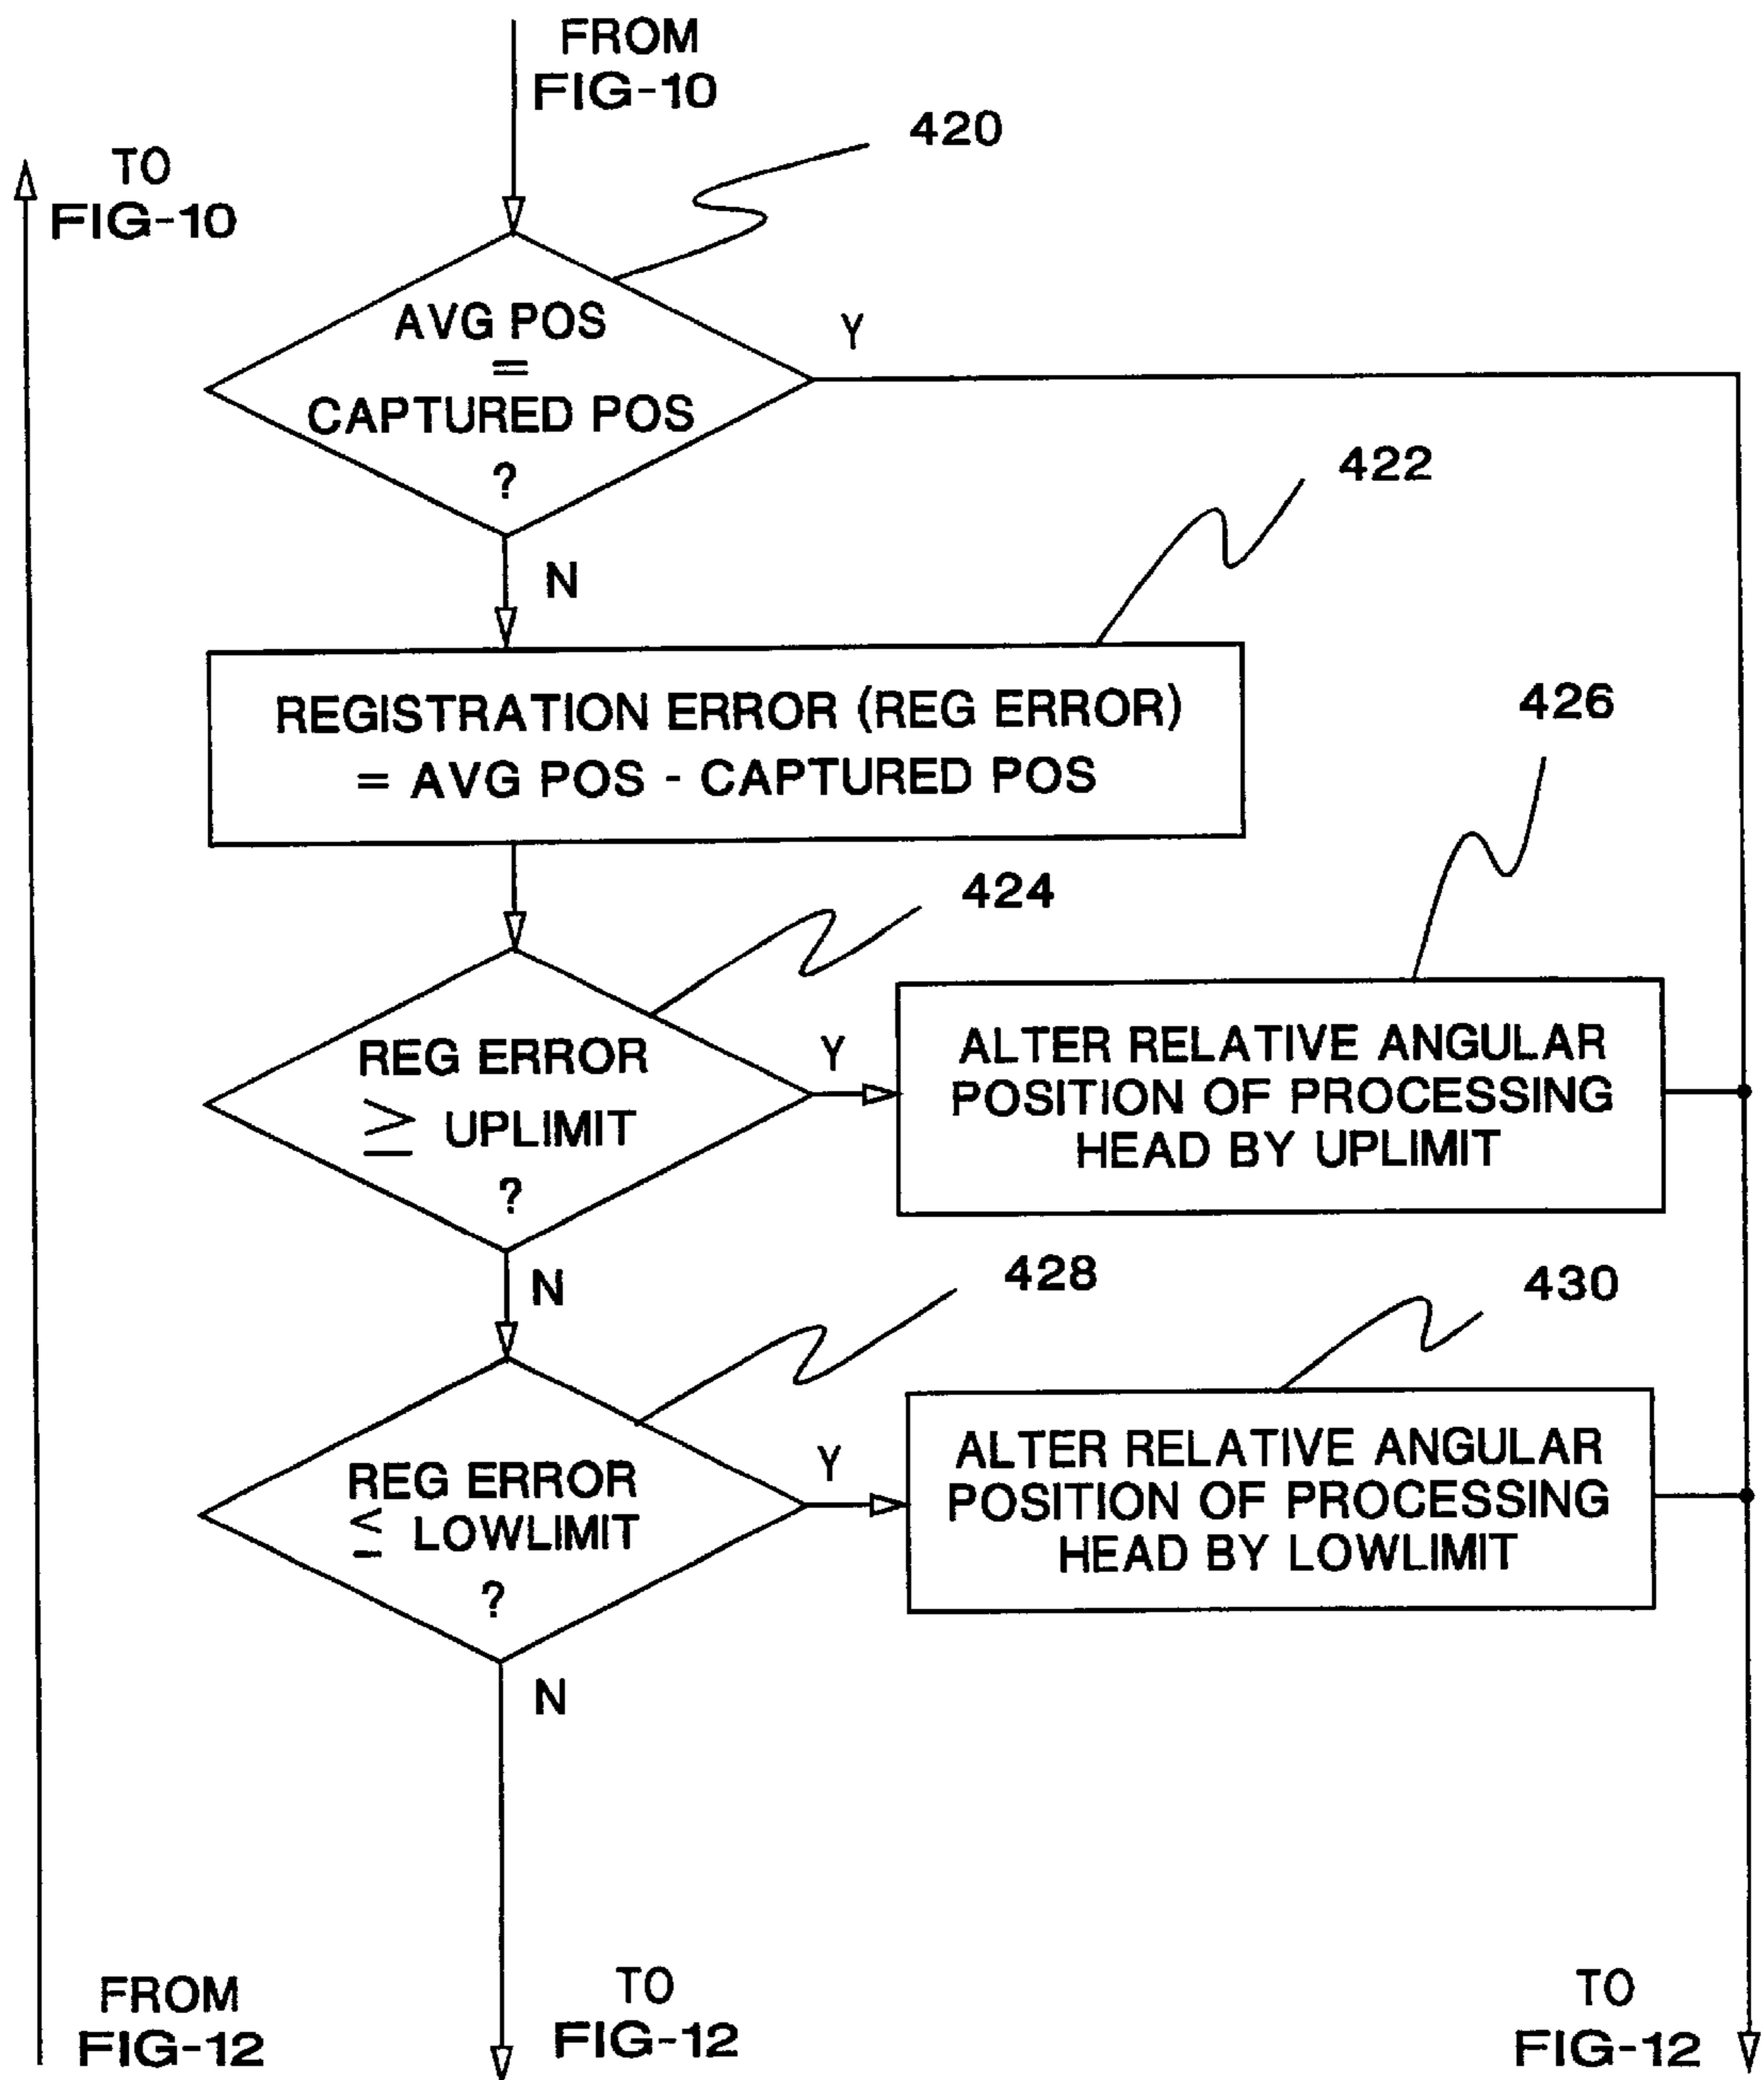 FROM
FIG-10
420
TO
FIG-10
AVG POS
=
CAPTURED POS
?
Y
N
422
REGISTRATION ERROR (REG ERROR)
= AVG POS - CAPTURED POS
424
426
REG ERROR
≥ UPLIMIT
?
Y
ALTER RELATIVE ANGULAR
POSITION OF PROCESSING
HEAD BY UPLIMIT
N
428
430
REG ERROR
≤ LOWLIMIT
?
Y
ALTER RELATIVE ANGULAR
POSITION OF PROCESSING
HEAD BY LOWLIMIT
N
FROM
FIG-12
TO
FIG-12
TO
FIG-12